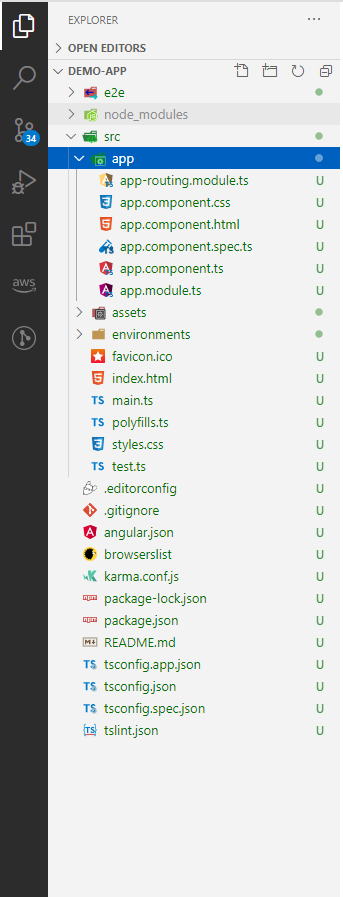 EXPLORER
OPEN EDITORS
DEMO-APP
e2e
node_modules
34
src
app
app-routing.module.ts U
app.component.css U
app.component.html U
app.component.spec.ts U
app.component.ts U
aws
app.module.ts U
assets
environments
favicon.ico U
index.html U
TS main.ts U
TS polyfills.ts U
styles.css U
TS test.ts U
.editorconfig U
.gitignore U
angular.json U
browserslist U
karma.conf.js U
npm package-lock.json U
npm package.json U
M README.md U
TS tsconfig.app.json U
TS tsconfig.json U
TS tsconfig.spec.json U
TS tslint.json U